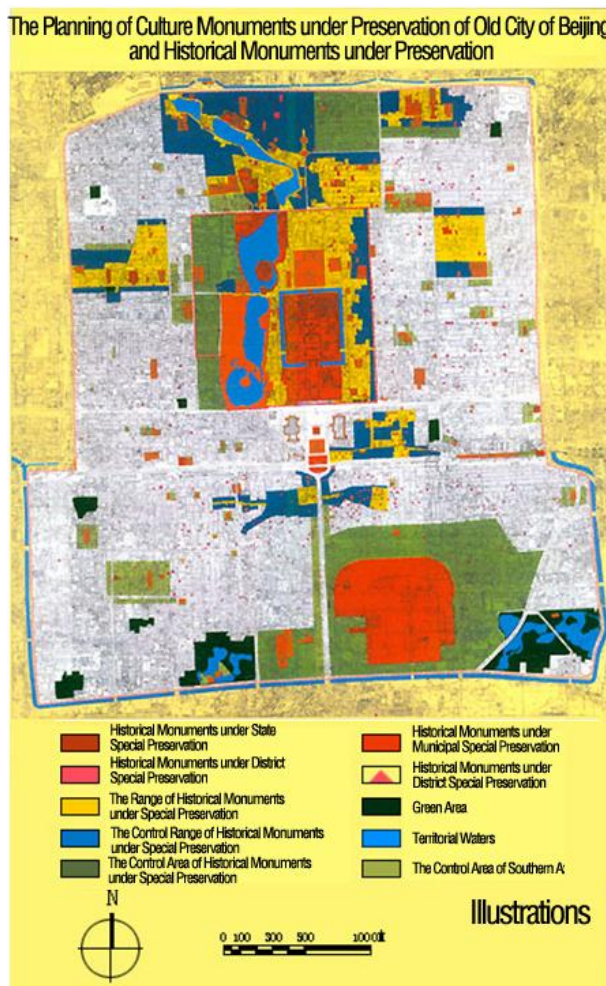 The Planning of Culture Monuments under Preservation of Old City of Beijing
and Historical Monuments under Preservation
Historical Monuments under State
Special Preservation
Historical Monuments under District
Special Preservation
The Range of Historical Monuments
under Special Preservation
The Control Range of Historical Monuments
under Special Preservation
The Control Area of Historical Monuments
under Special Preservation
Historical Monuments under
Municipal Special Preservation
Historical Monuments under
District Special Preservation
Green Area
Territorial Waters
The Control Area of Southern A
Illustrations
N
0 100 300 500 1000